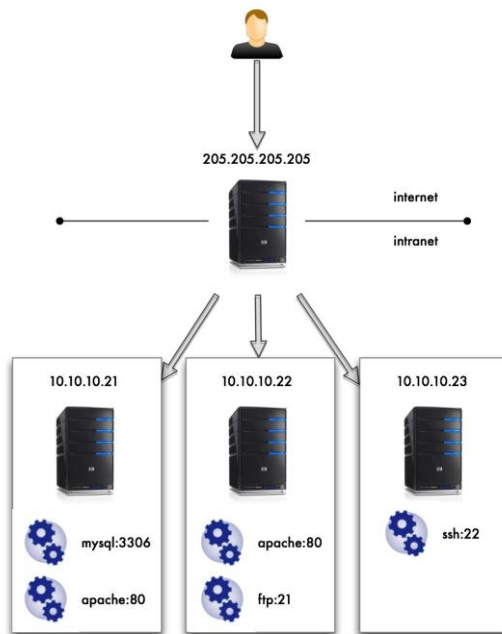 205.205.205.205
internet
intranet
10.10.10.21
10.10.10.22
10.10.10.23
mysql:3306
apache:80
apache:80
ftp:21
ssh:22